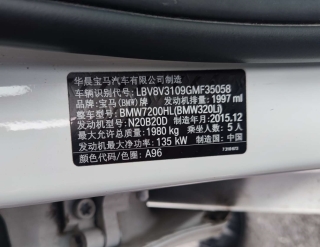 华晨宝马汽车有限公司制造
车辆识别代号: LBV8V3109GMF35058
品牌: 宝马(BMW)牌 发动机排量: 1997 ml
整车型号: BMW7200HL(BMW320Li)
发动机型号: N20B20D 制造年月: 2015.12
最大允许总质量: 1980 kg 乘坐人数: 5人
发动机最大净功率: 135 kW 制造国: 中国
颜色代码/色圈: A96